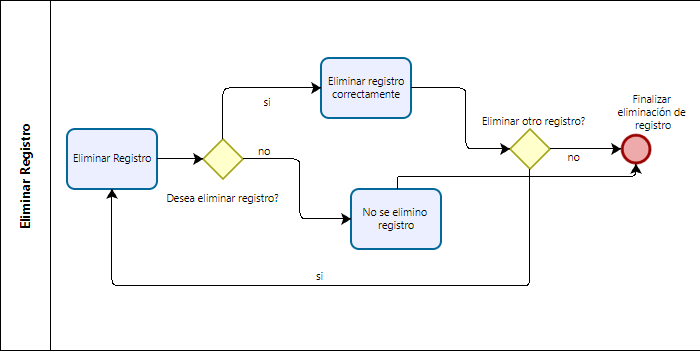 Eliminar Registro
Eliminar Registro
Desea eliminar registro?
si
no
Eliminar registro
correctamente
No se elimino
registro
Eliminar otro registro?
no
si
Finalizar
eliminación de
registro